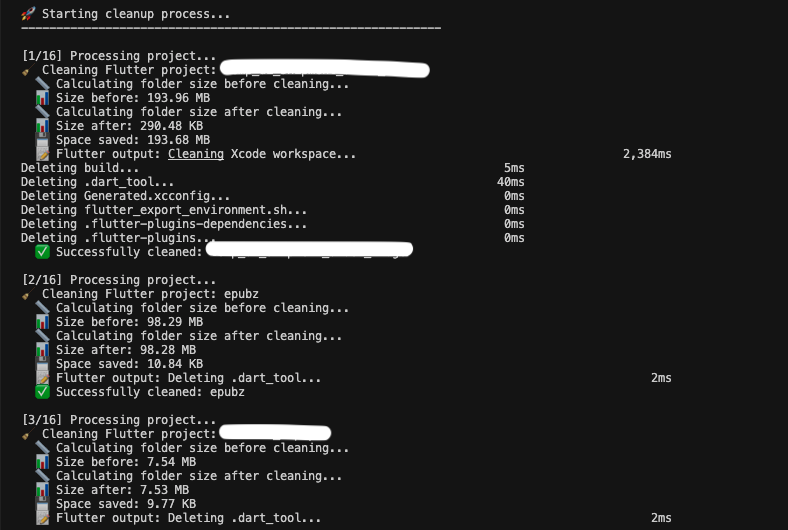 🚀 Starting cleanup process...
────────────────────────────────────────────────────────────
[1/16] Processing project...
🧹 Cleaning Flutter project:
📏 Calculating folder size before cleaning...
📊 Size before: 193.96 MB
📏 Calculating folder size after cleaning...
📊 Size after: 290.48 KB
💾 Space saved: 193.68 MB
📝 Flutter output: Cleaning Xcode workspace... 2,384ms
Deleting build... 5ms
Deleting .dart_tool... 40ms
Deleting Generated.xcconfig... 0ms
Deleting flutter_export_environment.sh... 0ms
Deleting .flutter-plugins-dependencies... 0ms
Deleting .flutter-plugins... 0ms
✅ Successfully cleaned:
[2/16] Processing project...
🧹 Cleaning Flutter project: epubz
📏 Calculating folder size before cleaning...
📊 Size before: 98.29 MB
📏 Calculating folder size after cleaning...
📊 Size after: 98.28 MB
💾 Space saved: 10.84 KB
📝 Flutter output: Deleting .dart_tool... 2ms
✅ Successfully cleaned: epubz
[3/16] Processing project...
🧹 Cleaning Flutter project:
📏 Calculating folder size before cleaning...
📊 Size before: 7.54 MB
📏 Calculating folder size after cleaning...
📊 Size after: 7.53 MB
💾 Space saved: 9.77 KB
📝 Flutter output: Deleting .dart_tool... 2ms